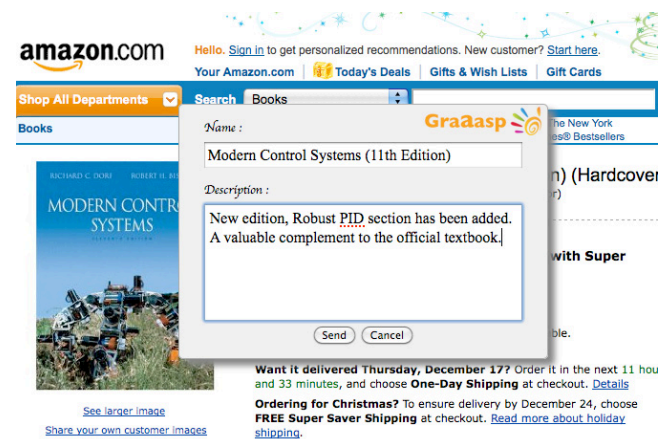 amazon.com
Hello. Sign in to get personalized recommendations. New customer? Start here.
Your Amazon.com Today's Deals Gifts & Wish Lists Gift Cards
Shop All Departments Search Books
Books
The New York
Bestsellers
Name :
Graaasp
Modern Control Systems (11th Edition)
Description :
New edition, Robust PID section has been added.
A valuable complement to the official textbook.
Send Cancel
RICHARD C. DORF ROBERT H.
MODERN
SYSTEMS
ELEVENTH EDITION
(Hardcover
with Super
Want it delivered Thursday, December 17? Order it in the next 11
and 33 minutes, and choose One-Day Shipping at checkout. Details
Ordering for Christmas? To ensure delivery by December 24, choose
FREE Super Saver Shipping at checkout. Read more about holiday
shipping.
See larger image
Share your own customer images